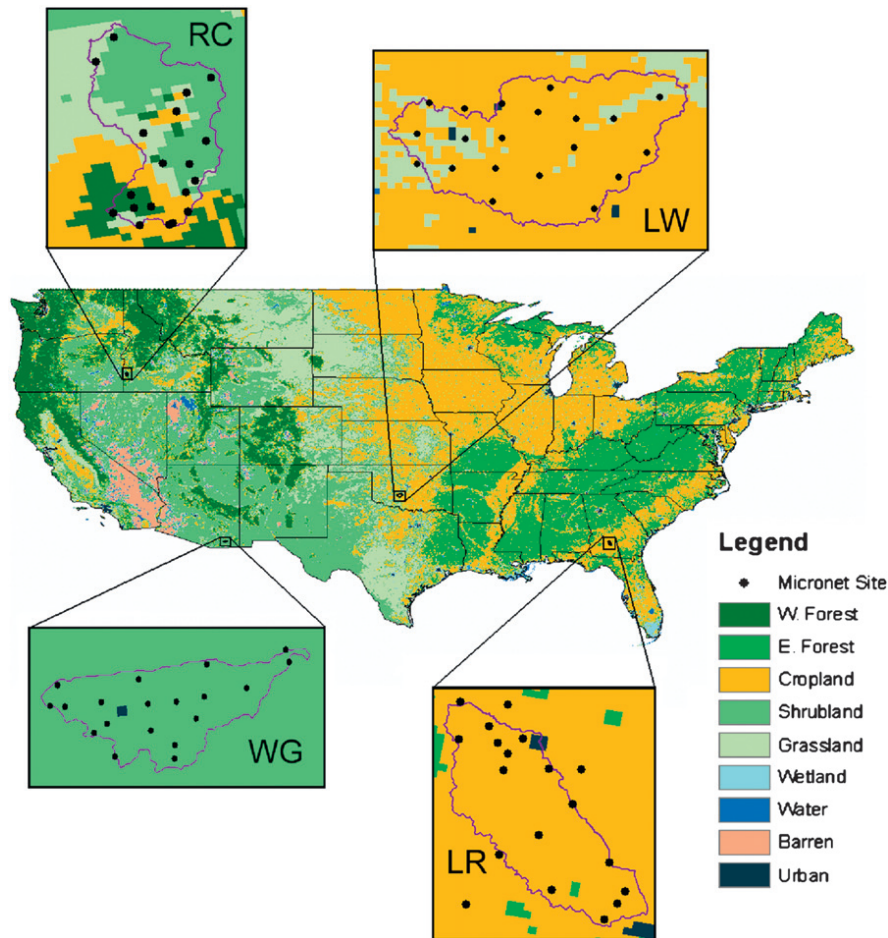 RC
LW
WG
LR
Legend
Micronet Site
W. Forest
E. Forest
Cropland
Shrubland
Grassland
Wetland
Water
Barren
Urban